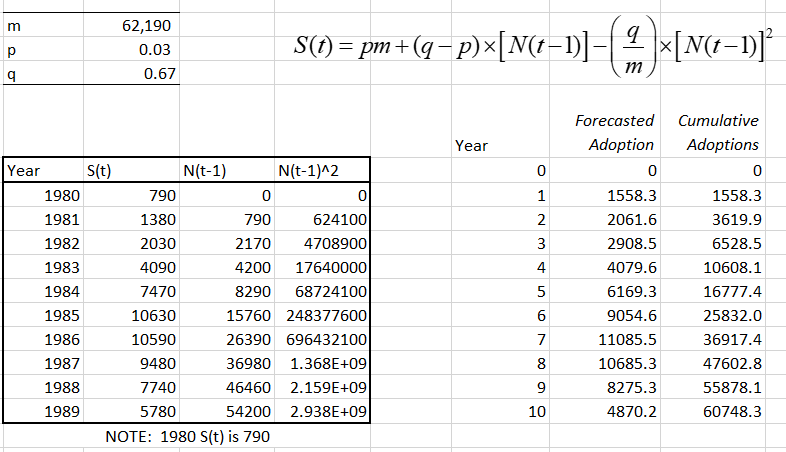 m 62,190
p 0.03
q 0.67
S(t) = pm + (q − p) × [N(t−1)] − (q/m) × [N(t−1)]²
Year S(t) N(t-1) N(t-1)^2
1980 790 0 0
1981 1380 790 624100
1982 2030 2170 4708900
1983 4090 4200 17640000
1984 7470 8290 68724100
1985 10630 15760 248377600
1986 10590 26390 696432100
1987 9480 36980 1.368E+09
1988 7740 46460 2.159E+09
1989 5780 54200 2.938E+09
NOTE:  1980 S(t) is 790
Forecasted Cumulative
Year Adoption Adoptions
0 0 0
1 1558.3 1558.3
2 2061.6 3619.9
3 2908.5 6528.5
4 4079.6 10608.1
5 6169.3 16777.4
6 9054.6 25832.0
7 11085.5 36917.4
8 10685.3 47602.8
9 8275.3 55878.1
10 4870.2 60748.3